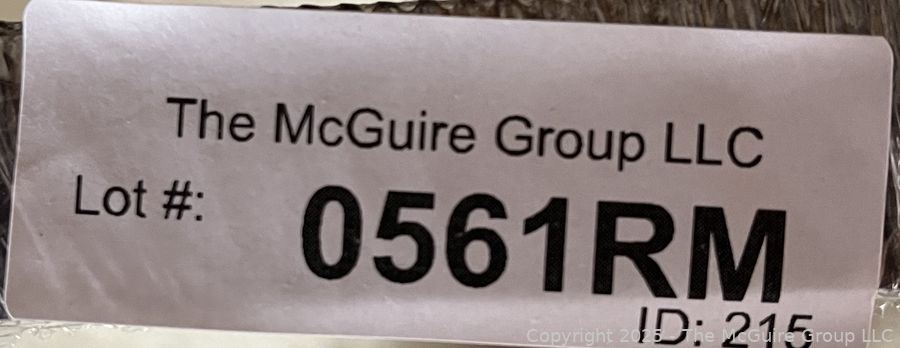 The McGuire Group LLC
Lot #: 0561RM
ID: 215
Copyright 2025 - The McGuire Group LLC